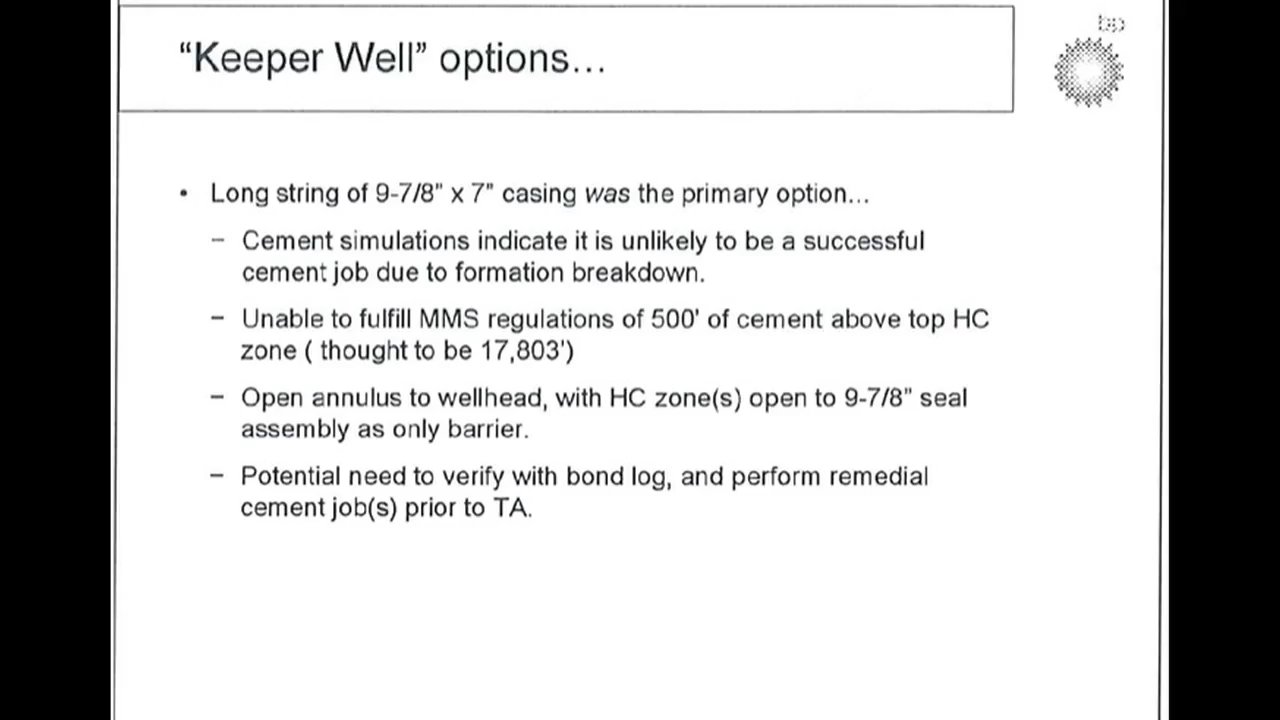 bp
“Keeper Well” options…
• Long string of 9-7/8" x 7" casing was the primary option…
– Cement simulations indicate it is unlikely to be a successful
cement job due to formation breakdown.
– Unable to fulfill MMS regulations of 500' of cement above top HC
zone ( thought to be 17,803')
– Open annulus to wellhead, with HC zone(s) open to 9-7/8" seal
assembly as only barrier.
– Potential need to verify with bond log, and perform remedial
cement job(s) prior to TA.